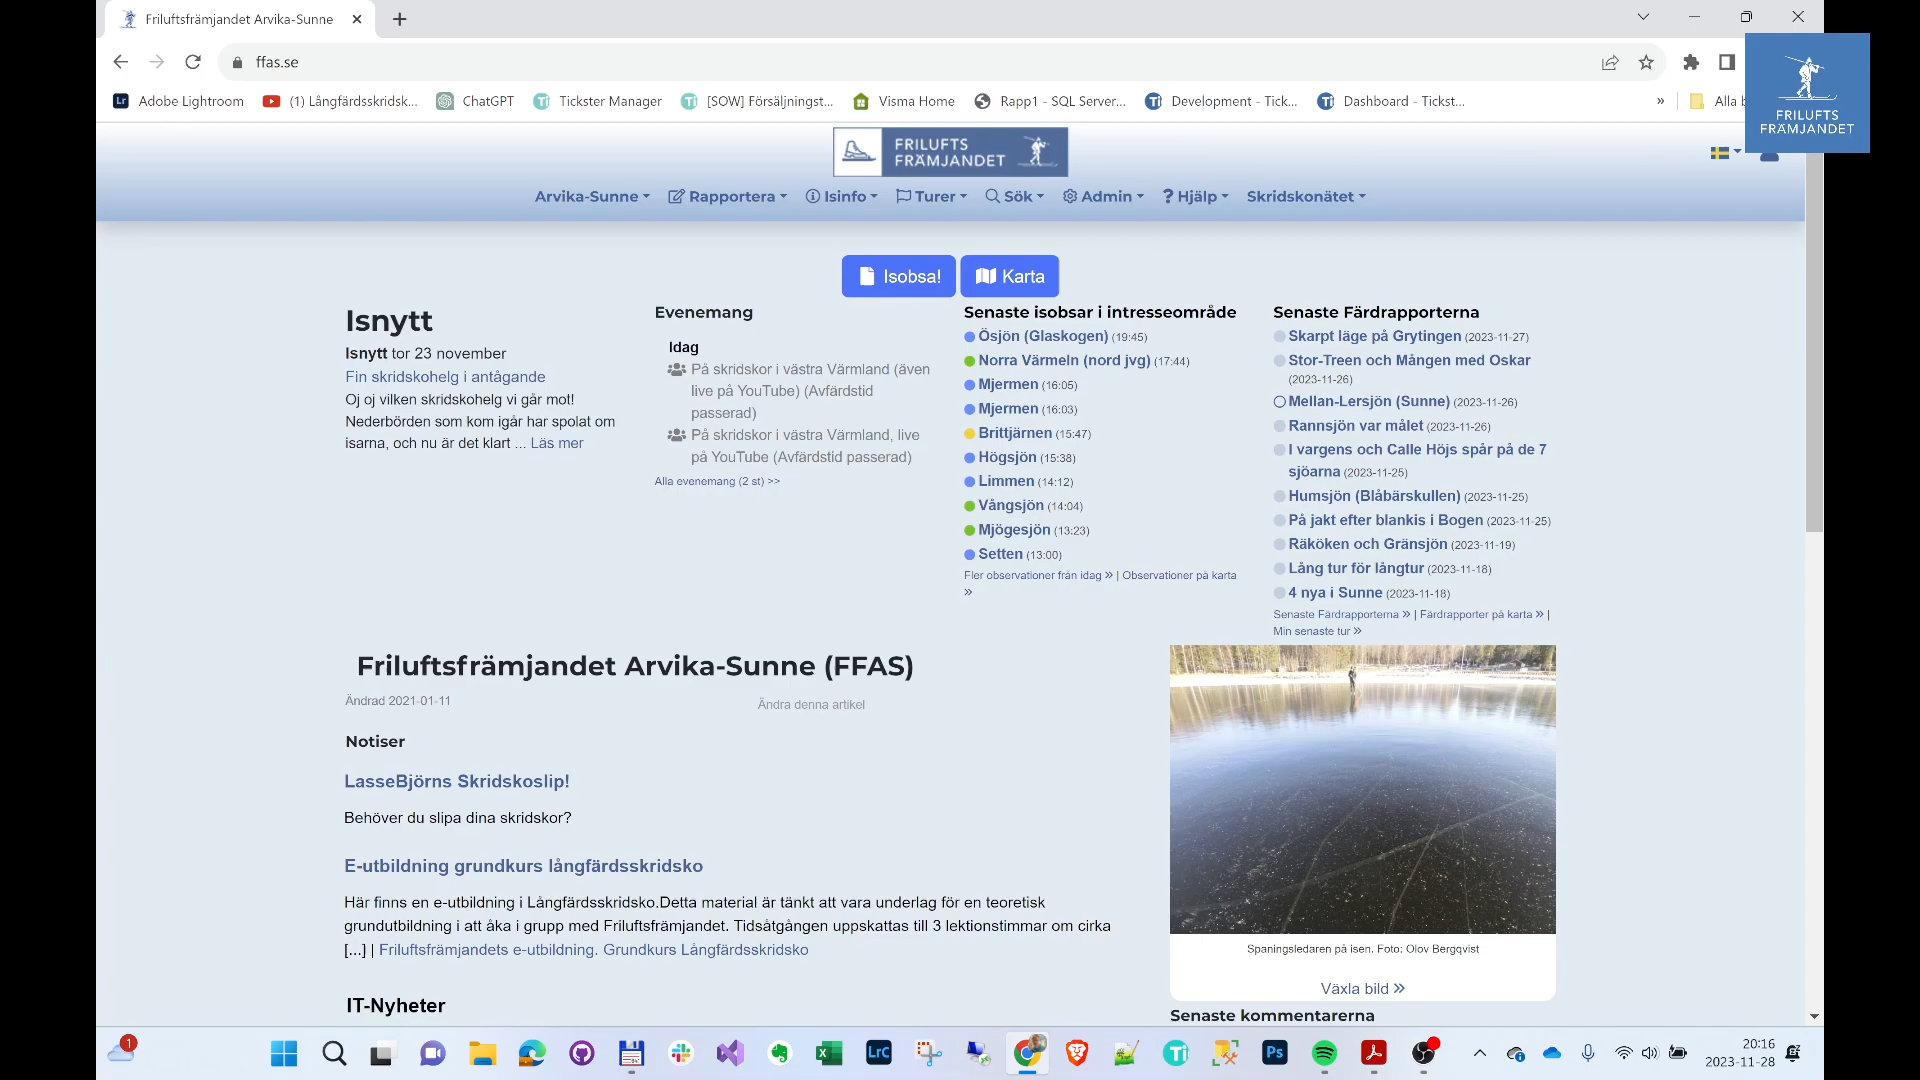 Friluftsfrämjandet Arvika-Sunne
ffas.se
Adobe Lightroom
(1) Långfärdsskridsk...
ChatGPT
Tickster Manager
[SOW] Försäljningst...
Visma Home
Rapp1 - SQL Server...
Development - Tick...
Dashboard - Tickst...
»
Alla b
FRILUFTS
FRÄMJANDET
FRILUFTS
FRÄMJANDET
Arvika-Sunne
Rapportera
Isinfo
Turer
Sök
Admin
? Hjälp
Skridskonätet
Isobsa!
Karta
Isnytt
Isnytt tor 23 november
Fin skridskohelg i antågande
Oj oj vilken skridskohelg vi går mot!
Nederbörden som kom igår har spolat om
isarna, och nu är det klart ... Läs mer
Evenemang
Idag
På skridskor i västra Värmland (även
live på YouTube) (Avfärdstid
passerad)
På skridskor i västra Värmland, live
på YouTube (Avfärdstid passerad)
Alla evenemang (2 st) >>
Senaste isobsar i intresseområde
Ösjön (Glaskogen) (19:45)
Norra Värmeln (nord jvg) (17:44)
Mjermen (16:05)
Mjermen (16:03)
Brittjärnen (15:47)
Högsjön (15:38)
Limmen (14:12)
Vångsjön (14:04)
Mjögesjön (13:23)
Setten (13:00)
Fler observationer från idag » | Observationer på karta
»
Senaste Färdrapporterna
Skarpt läge på Grytingen (2023-11-27)
Stor-Treen och Mången med Oskar
(2023-11-26)
Mellan-Lersjön (Sunne) (2023-11-26)
Rannsjön var målet (2023-11-26)
I vargens och Calle Höjs spår på de 7
sjöarna (2023-11-25)
Humsjön (Blåbärskullen) (2023-11-25)
På jakt efter blankis i Bogen (2023-11-25)
Räköken och Gränsjön (2023-11-19)
Lång tur för långtur (2023-11-18)
4 nya i Sunne (2023-11-18)
Senaste Färdrapporterna » | Färdrapporter på karta » |
Min senaste tur »
Friluftsfrämjandet Arvika-Sunne (FFAS)
Ändrad 2021-01-11
Ändra denna artikel
Notiser
LasseBjörns Skridskoslip!
Behöver du slipa dina skridskor?
E-utbildning grundkurs långfärdsskridsko
Här finns en e-utbildning i Långfärdsskridsko.Detta material är tänkt att vara underlag för en teoretisk
grundutbildning i att åka i grupp med Friluftsfrämjandet. Tidsåtgången uppskattas till 3 lektionstimmar om cirka
[...] | Friluftsfrämjandets e-utbildning. Grundkurs Långfärdsskridsko
IT-Nyheter
Spaningsledaren på isen. Foto: Olov Bergqvist
Växla bild »
Senaste kommentarerna
1
LrC
Ps
20:16
2023-11-28